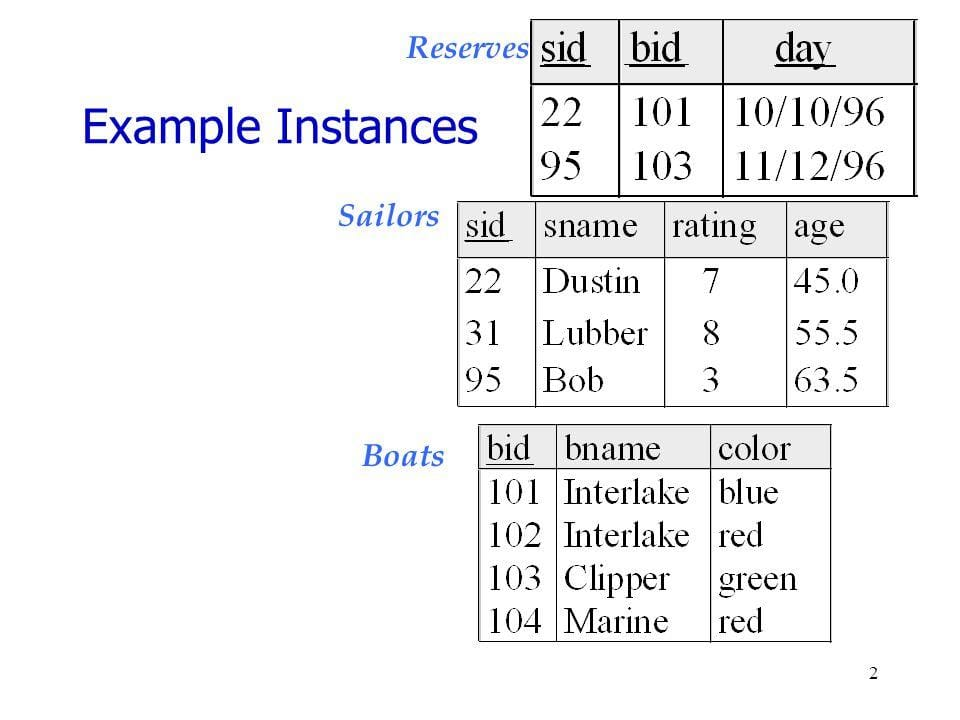 Reserves
sid bid day
22 101 10/10/96
95 103 11/12/96
Example Instances
Sailors
sid sname rating age
22 Dustin 7 45.0
31 Lubber 8 55.5
95 Bob 3 63.5
Boats
bid bname color
101 Interlake blue
102 Interlake red
103 Clipper green
104 Marine red
2